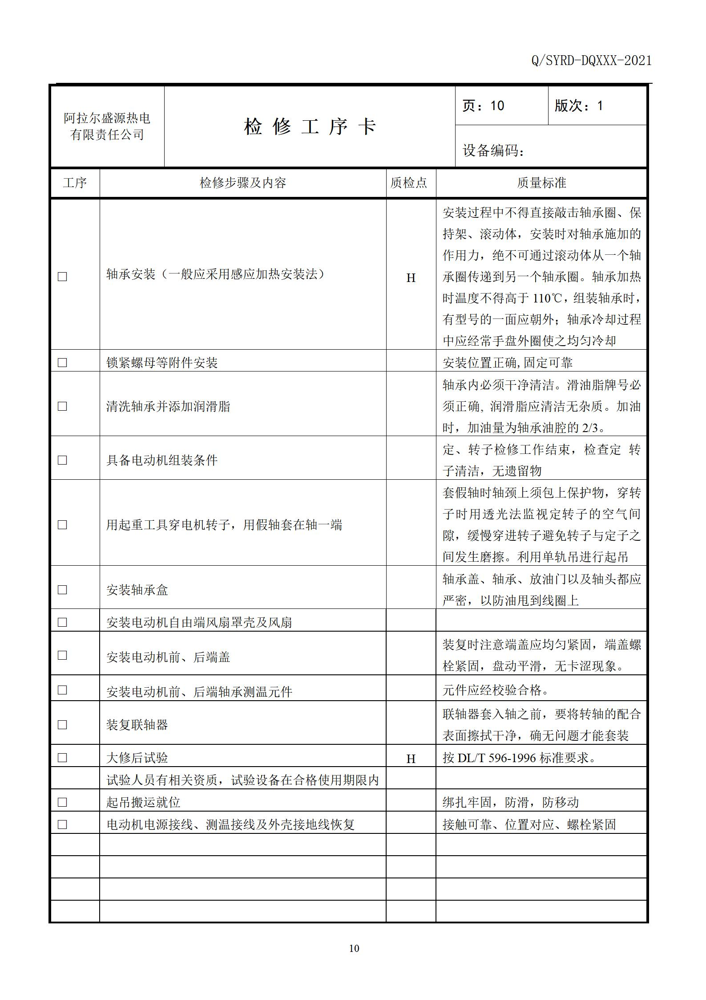 Q/SYRD-DQXXX-2021
阿拉尔盛源热电
有限责任公司
检 修 工 序 卡
页：10
版次：1
设备编码：
工序
检修步骤及内容
质检点
质量标准
□
轴承安装（一般应采用感应加热安装法）
H
安装过程中不得直接敲击轴承圈、保
持架、滚动体，安装时对轴承施加的
作用力，绝不可通过滚动体从一个轴
承圈传递到另一个轴承圈。轴承加热
时温度不得高于 110℃，组装轴承时，
有型号的一面应朝外；轴承冷却过程
中应经常手盘外圈使之均匀冷却
□
锁紧螺母等附件安装
安装位置正确,固定可靠
□
清洗轴承并添加润滑脂
轴承内必须干净清洁。滑油脂牌号必
须正确, 润滑脂应清洁无杂质。加油
时，加油量为轴承油腔的 2/3。
□
具备电动机组装条件
定、转子检修工作结束，检查定 转
子清洁，无遗留物
□
用起重工具穿电机转子，用假轴套在轴一端
套假轴时轴颈上须包上保护物，穿转
子时用透光法监视定转子的空气间
隙，缓慢穿进转子避免转子与定子之
间发生磨擦。利用单轨吊进行起吊
□
安装轴承盒
轴承盖、轴承、放油门以及轴头都应
严密，以防油甩到线圈上
□
安装电动机自由端风扇罩壳及风扇
□
安装电动机前、后端盖
装复时注意端盖应均匀紧固，端盖螺
栓紧固，盘动平滑，无卡涩现象。
□
安装电动机前、后端轴承测温元件
元件应经校验合格。
□
装复联轴器
联轴器套入轴之前，要将转轴的配合
表面擦拭干净，确无问题才能套装
□
大修后试验
H
按 DL/T 596-1996 标准要求。
试验人员有相关资质，试验设备在合格使用期限内
□
起吊搬运就位
绑扎牢固，防滑，防移动
□
电动机电源接线、测温接线及外壳接地线恢复
接触可靠、位置对应、螺栓紧固
10